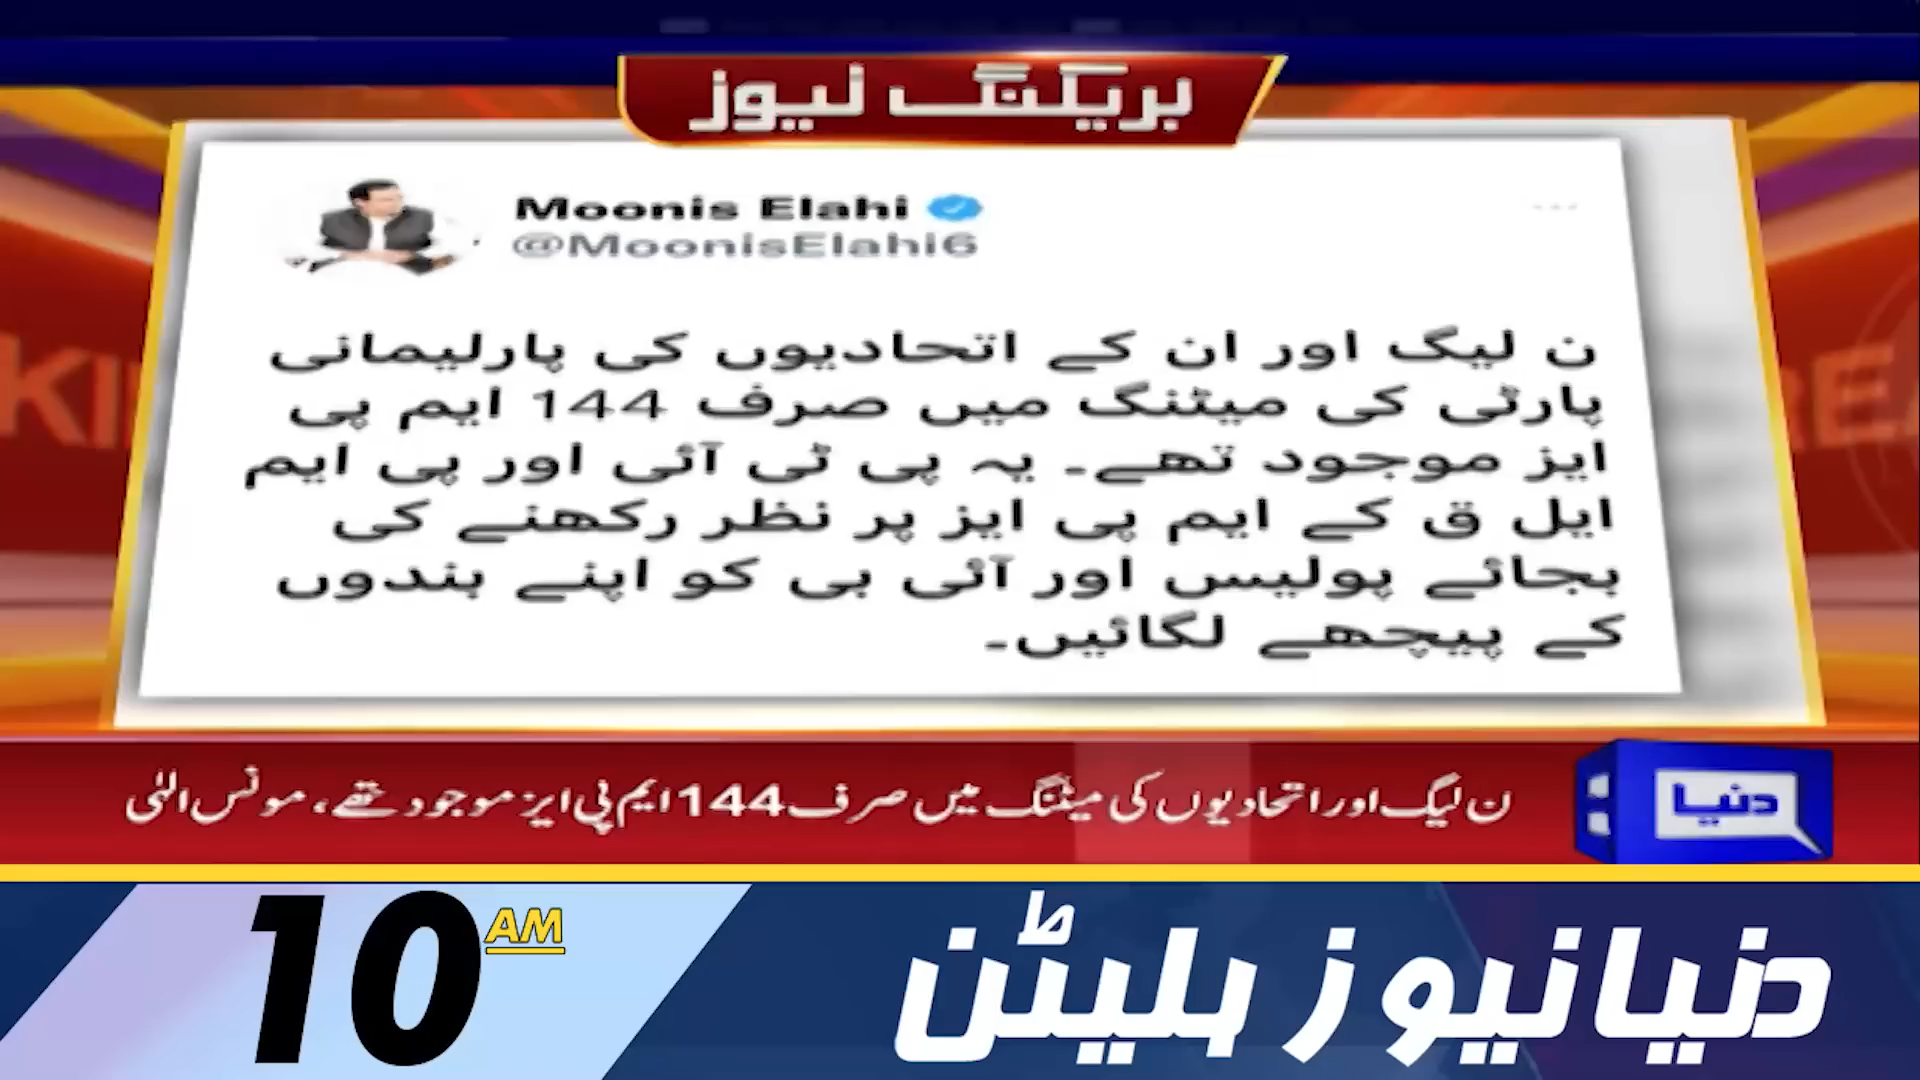 بریکنگ نیوز
Moonis Elahi
@MoonisElahi6
ن لیگ اور ان کے اتحادیوں کی پارلیمانی
پارٹی کی میٹنگ میں صرف 144 ایم پی
ایز موجود تھے۔ یہ پی ٹی آئی اور پی ایم
ایل ق کے ایم پی ایز پر نظر رکھنے کی
بجائے پولیس اور آئی بی کو اپنے بندوں
کے پیچھے لگائیں۔
ن لیگ اور اتحادیوں کی میٹنگ میں صرف 144 ایم پی ایز موجود تھے، مونس الہٰی
دنیا
دنیا نیوز بلیٹن
10 AM